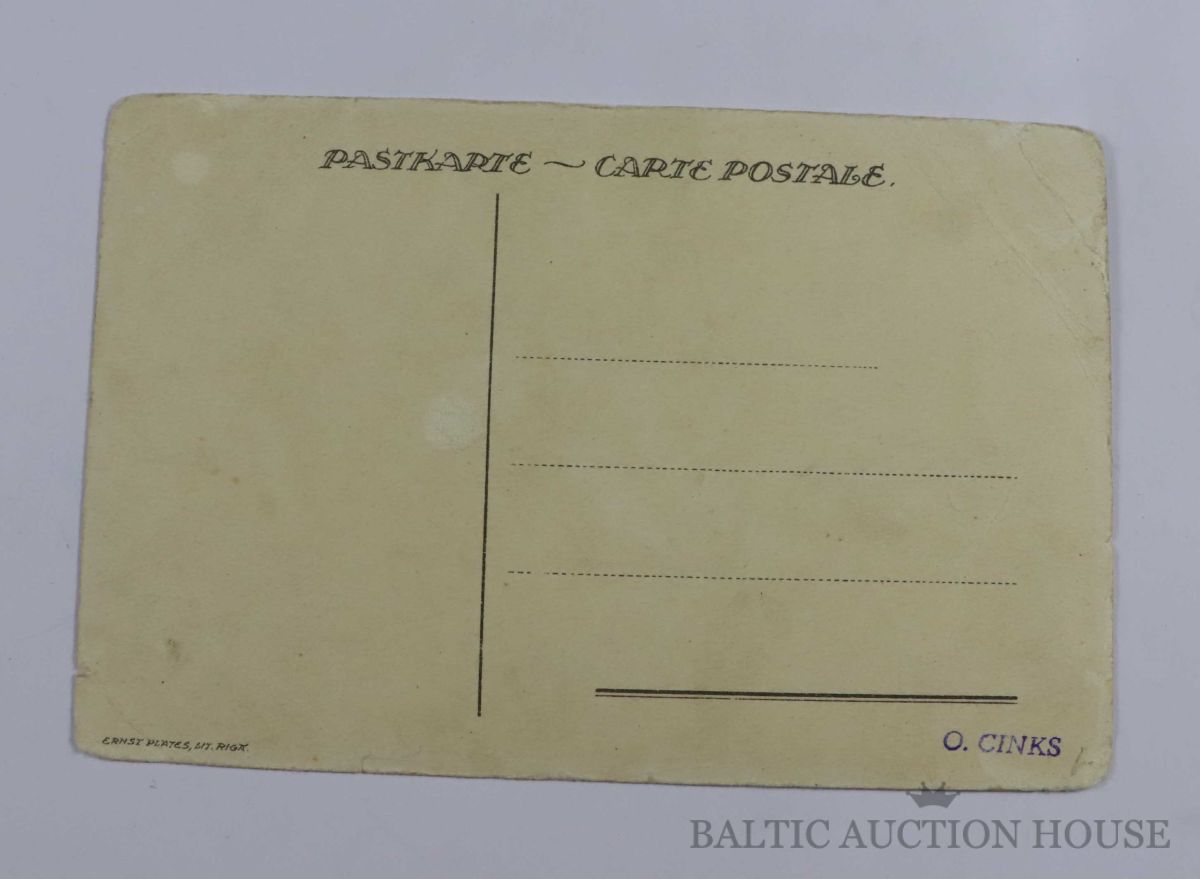 PASTKARTE ~ CARTE POSTALE.
ERNST PLATES, LIT. RIGA.
O. CINKS
BALTIC AUCTION HOUSE